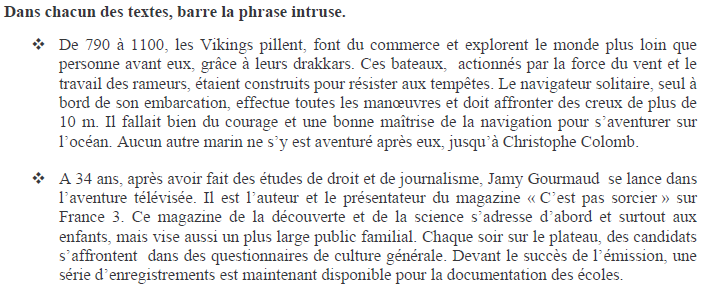 Dans chacun des textes, barre la phrase intruse.
❖ De 790 à 1100, les Vikings pillent, font du commerce et explorent le monde plus loin que
personne avant eux, grâce à leurs drakkars. Ces bateaux, actionnés par la force du vent et le
travail des rameurs, étaient construits pour résister aux tempêtes. Le navigateur solitaire, seul à
bord de son embarcation, effectue toutes les manœuvres et doit affronter des creux de plus de
10 m. Il fallait bien du courage et une bonne maîtrise de la navigation pour s’aventurer sur
l’océan. Aucun autre marin ne s’y est aventuré après eux, jusqu’à Christophe Colomb.
❖ A 34 ans, après avoir fait des études de droit et de journalisme, Jamy Gourmaud se lance dans
l’aventure télévisée. Il est l’auteur et le présentateur du magazine « C’est pas sorcier » sur
France 3. Ce magazine de la découverte et de la science s’adresse d’abord et surtout aux
enfants, mais vise aussi un plus large public familial. Chaque soir sur le plateau, des candidats
s’affrontent dans des questionnaires de culture générale. Devant le succès de l’émission, une
série d’enregistrements est maintenant disponible pour la documentation des écoles.